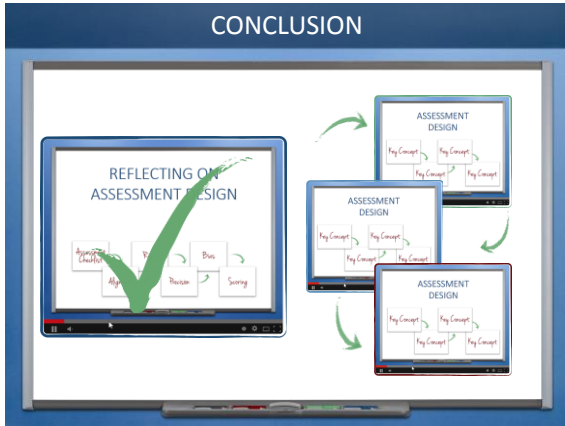 CONCLUSION
REFLECTING ON
ASSESSMENT DESIGN
Bias
Precision
Scoring
ASSESSMENT
DESIGN
Key Concept
Key Concept
Key Concept
Key Concept
ASSESSMENT
DESIGN
Key Concept
Key Concept
Key Concept
Key Concept
ASSESSMENT
DESIGN
Key Concept
Key Concept
Key Concept
Key Concept